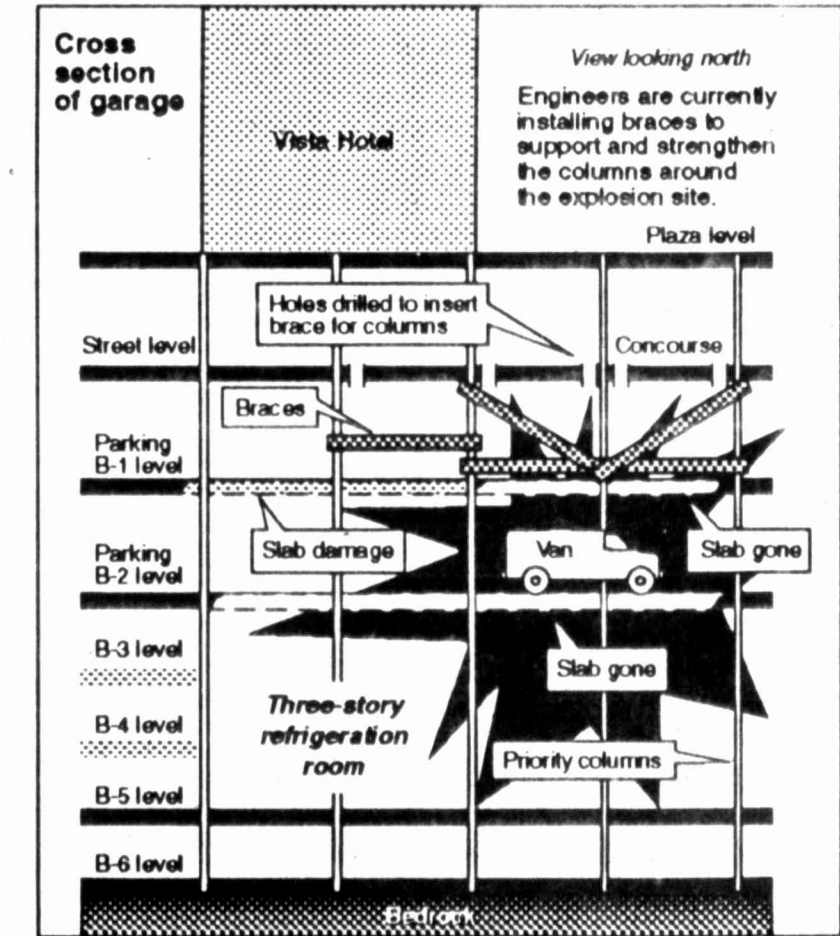 Cross
section
of garage
Vista Hotel
View looking north
Engineers are currently
installing braces to
support and strengthen
the columns around
the explosion site.
Plaza level
Holes drilled to insert
brace for columns
Street level
Concourse
Braces
Parking
B-1 level
Slab damage
Van
Slab gone
Parking
B-2 level
B-3 level
Slab gone
Three-story
refrigeration
room
B-4 level
Priority columns
B-5 level
B-6 level
Bedrock